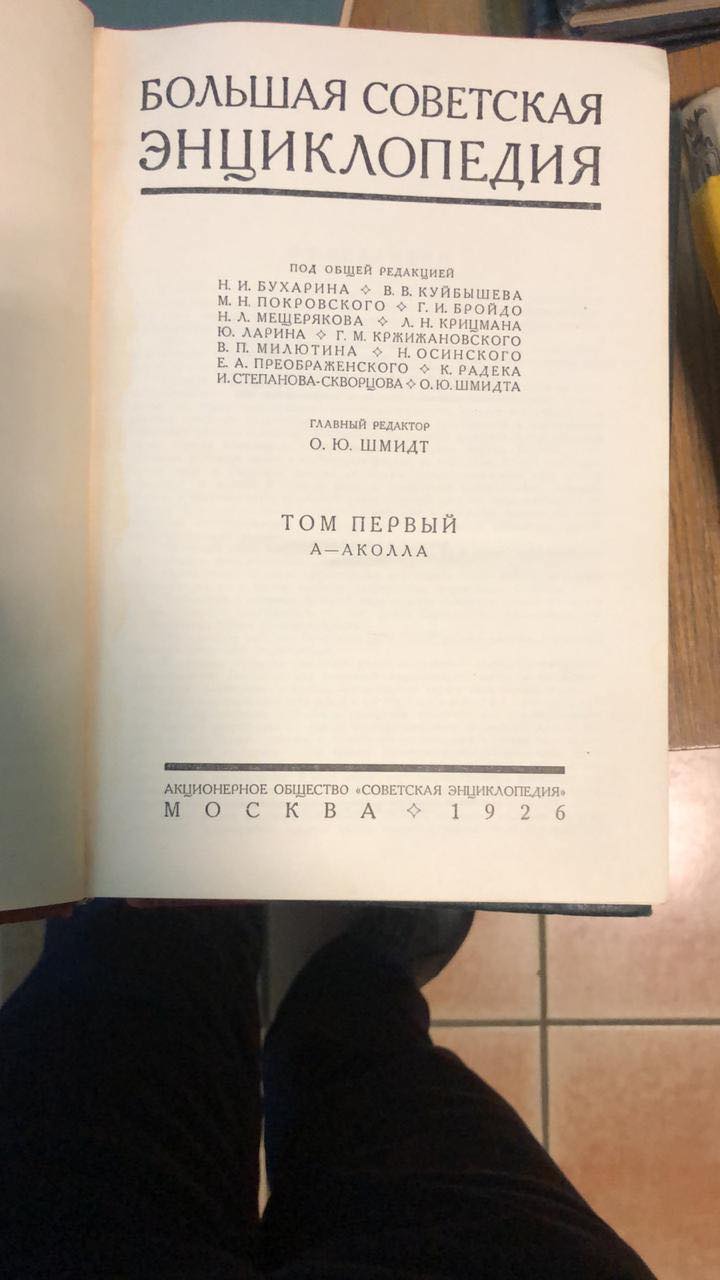 БОЛЬШАЯ СОВЕТСКАЯ
ЭНЦИКЛОПЕДИЯ
ПОД ОБЩЕЙ РЕДАКЦИЕЙ
Н. И. БУХАРИНА ✧ В. В. КУЙБЫШЕВА
М. Н. ПОКРОВСКОГО ✧ Г. И. БРОЙДО
Н. Л. МЕЩЕРЯКОВА ✧ Л. Н. КРИЦМАНА
Ю. ЛАРИНА ✧ Г. М. КРЖИЖАНОВСКОГО
В. П. МИЛЮТИНА ✧ Н. ОСИНСКОГО
Е. А. ПРЕОБРАЖЕНСКОГО ✧ К. РАДЕКА
И. СТЕПАНОВА-СКВОРЦОВА ✧ О. Ю. ШМИДТА
ГЛАВНЫЙ РЕДАКТОР
О. Ю. ШМИДТ
ТОМ ПЕРВЫЙ
А—АКОЛЛА
АКЦИОНЕРНОЕ ОБЩЕСТВО «СОВЕТСКАЯ ЭНЦИКЛОПЕДИЯ»
МОСКВА ✧ 1926